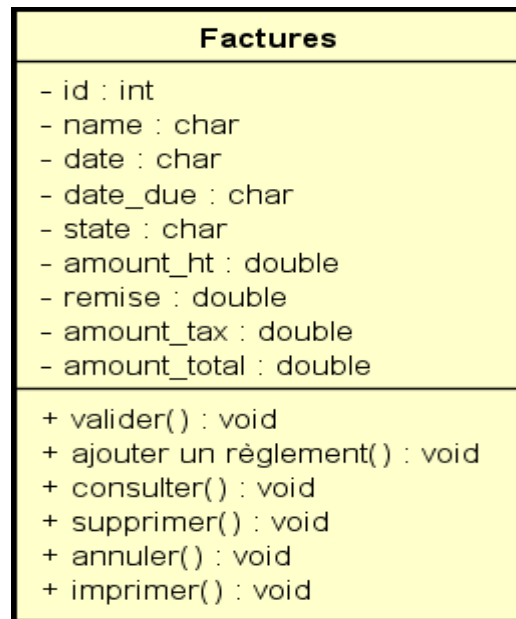 Factures
- id : int
- name : char
- date : char
- date_due : char
- state : char
- amount_ht : double
- remise : double
- amount_tax : double
- amount_total : double
+ valider() : void
+ ajouter un règlement() : void
+ consulter() : void
+ supprimer() : void
+ annuler() : void
+ imprimer() : void